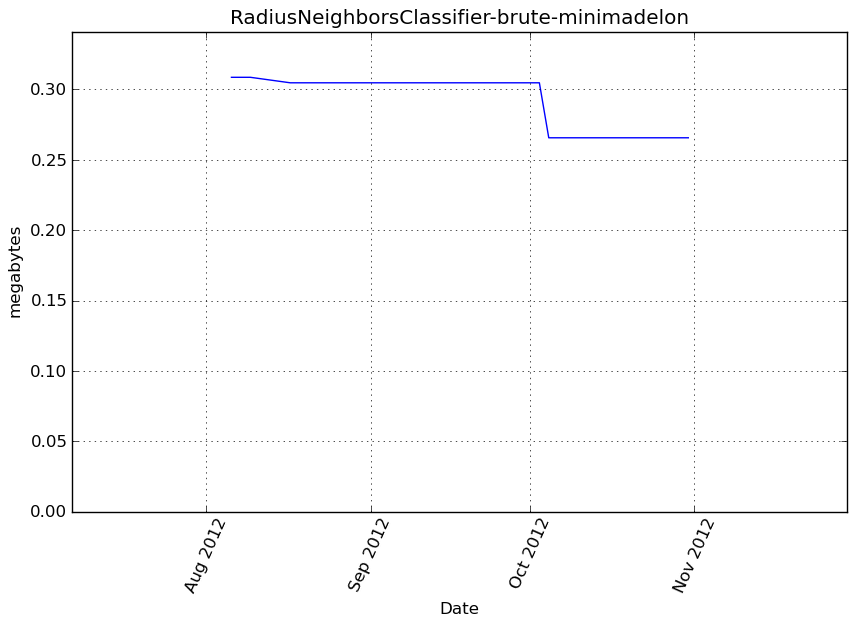 RadiusNeighborsClassifier-brute-minimadelon
0.30
0.25
0.20
0.15
0.10
0.05
0.00
megabytes
Aug 2012
Sep 2012
Oct 2012
Nov 2012
Date